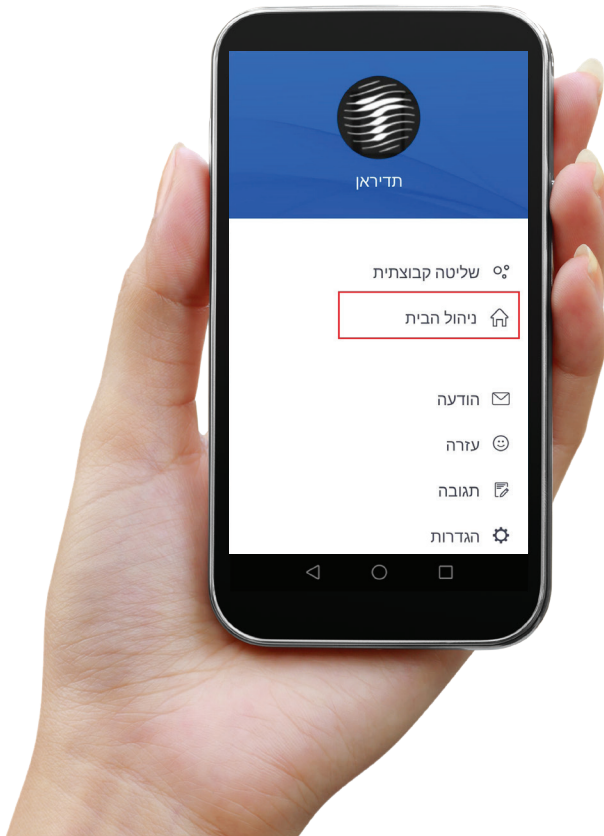 תדיראן
שליטה קבוצתית
ניהול הבית
הודעה
עזרה
תגובה
הגדרות